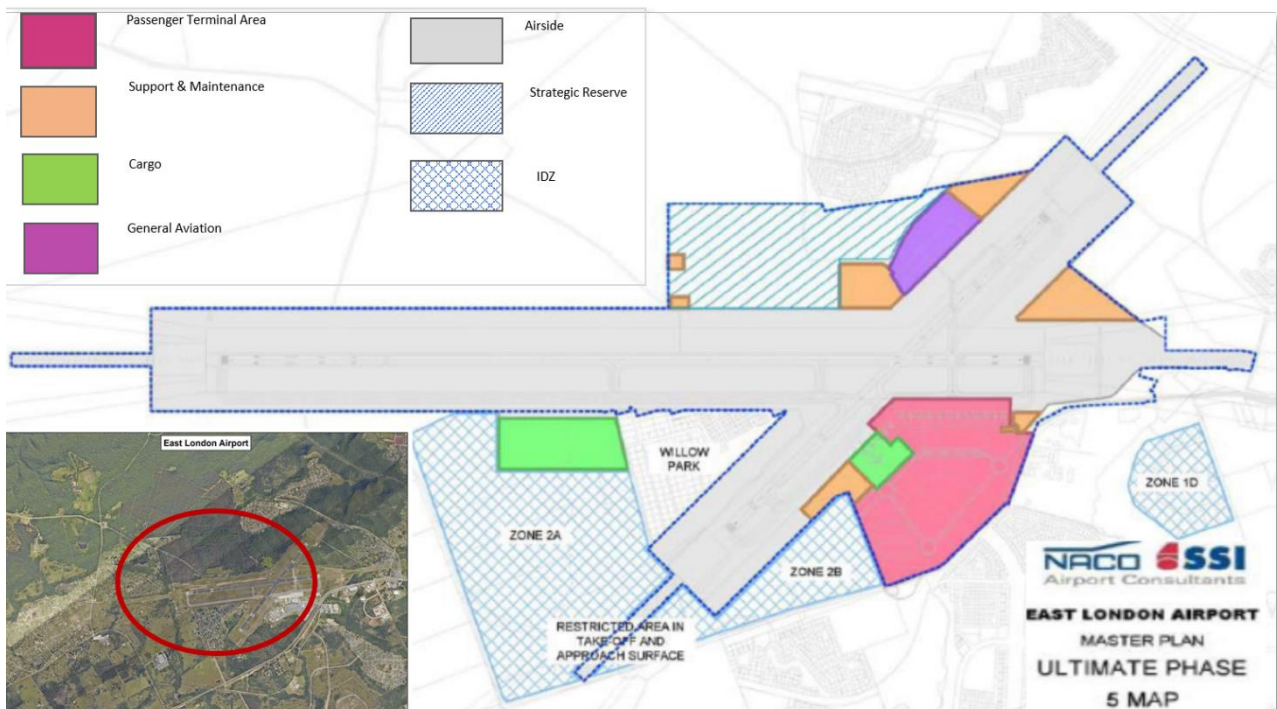 Passenger Terminal Area
Airside
Support & Maintenance
Strategic Reserve
Cargo
IDZ
General Aviation
East London Airport
WILLOW
PARK
ZONE 2A
ZONE 2B
ZONE 1D
RESTRICTED AREA IN
TAKE-OFF AND
APPROACH SURFACE
NACO SSI
Airport Consultants
EAST LONDON AIRPORT
MASTER PLAN
ULTIMATE PHASE
5 MAP